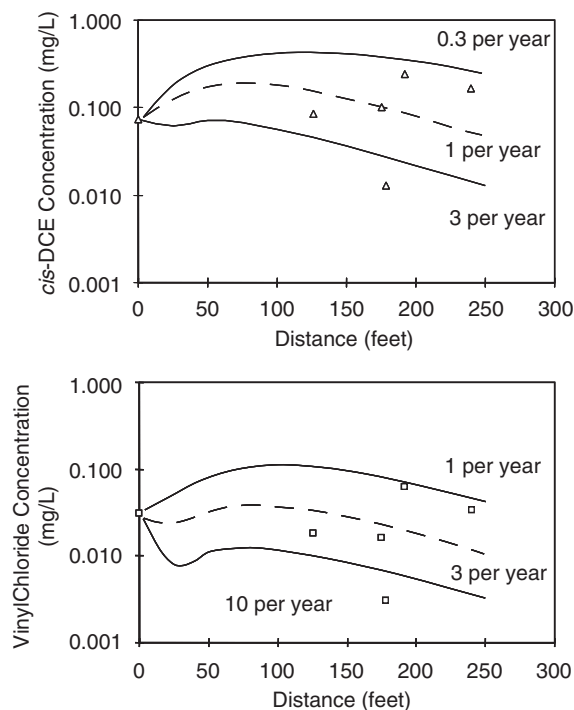 cis-DCE Concentration (mg/L)
1.000
0.100
0.010
0.001
0.3 per year
1 per year
3 per year
0 50 100 150 200 250 300
Distance (feet)
VinylChloride Concentration
(mg/L)
1.000
0.100
0.010
0.001
1 per year
3 per year
10 per year
0 50 100 150 200 250 300
Distance (feet)